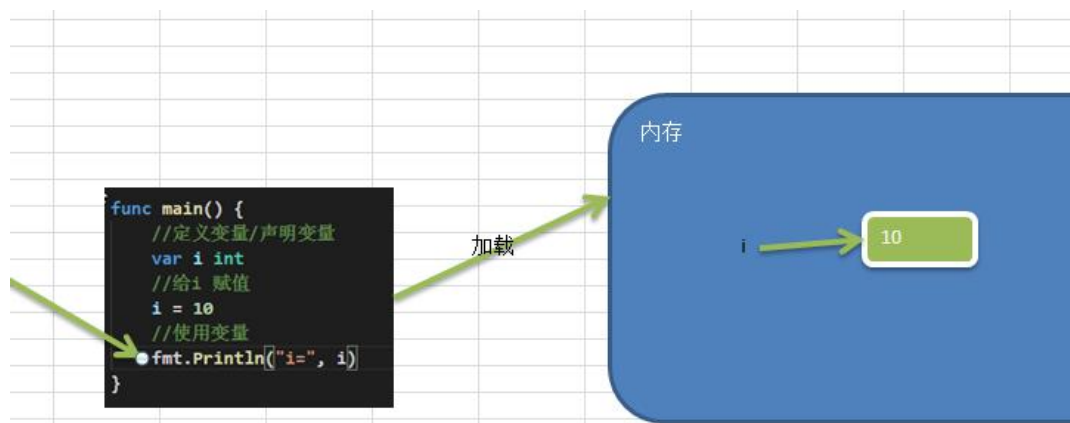 内存
func main() {
//定义变量/声明变量
var i int
//给i 赋值
i = 10
//使用变量
fmt.Println("i=", i)
}
加载
i
10